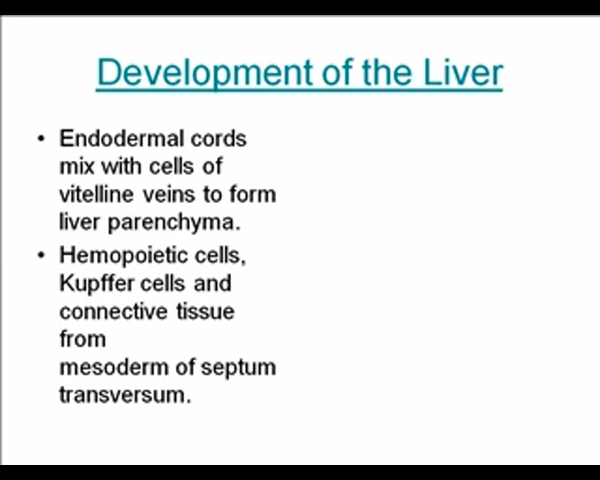 Development of the Liver
• Endodermal cords
mix with cells of
vitelline veins to form
liver parenchyma.
• Hemopoietic cells,
Kupffer cells and
connective tissue
from
mesoderm of septum
transversum.